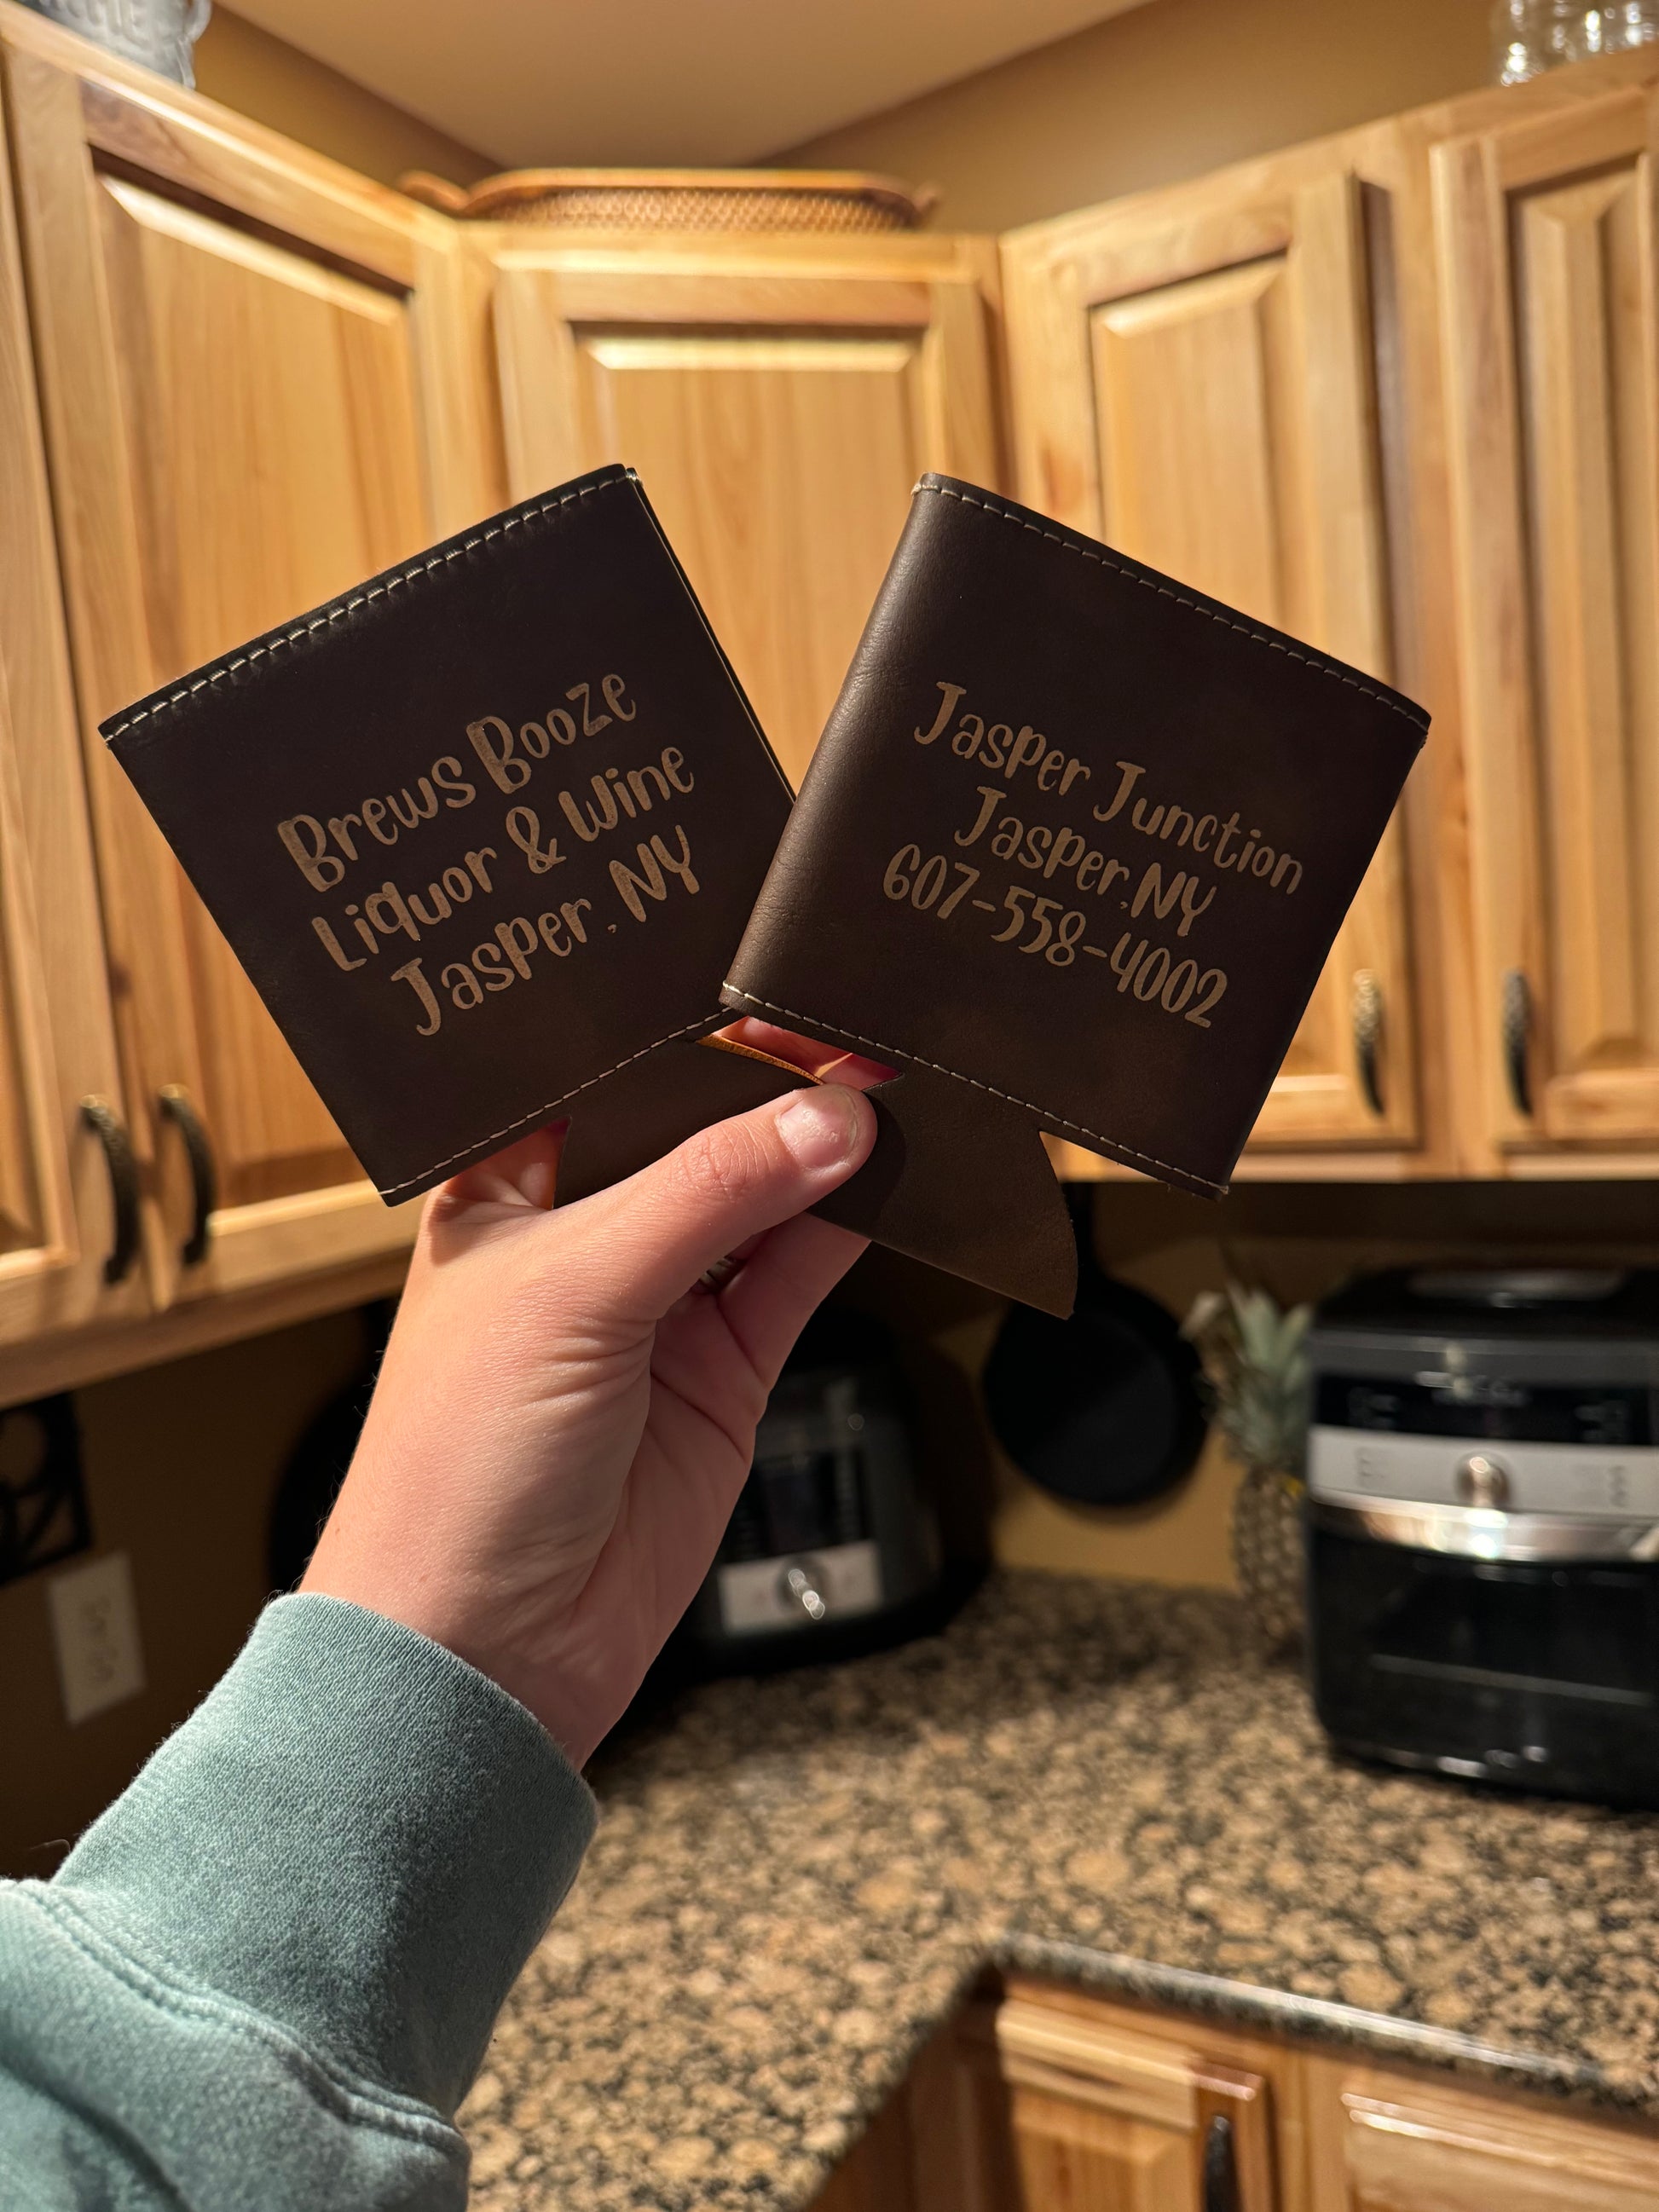 Brews Booze
Liquor & Wine
Jasper, NY
Jasper Junction
Jasper, NY
607-558-4002